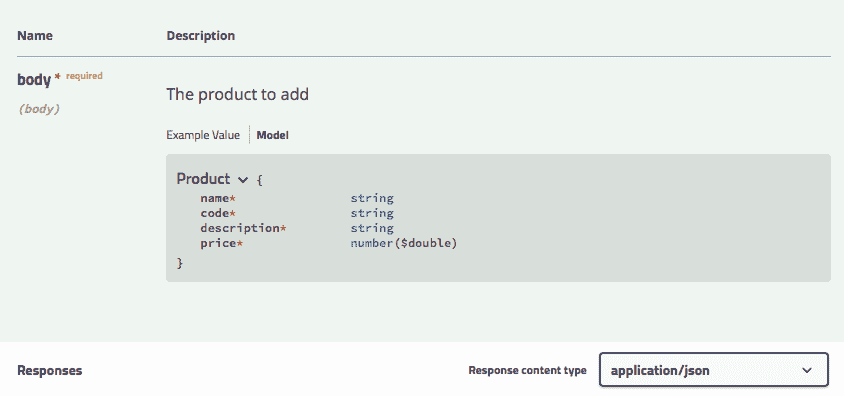 Name Description
body * required
(body)
The product to add
Example Value Model
Product {
name* string
code* string
description* string
price* number($double)
}
Responses Response content type application/json